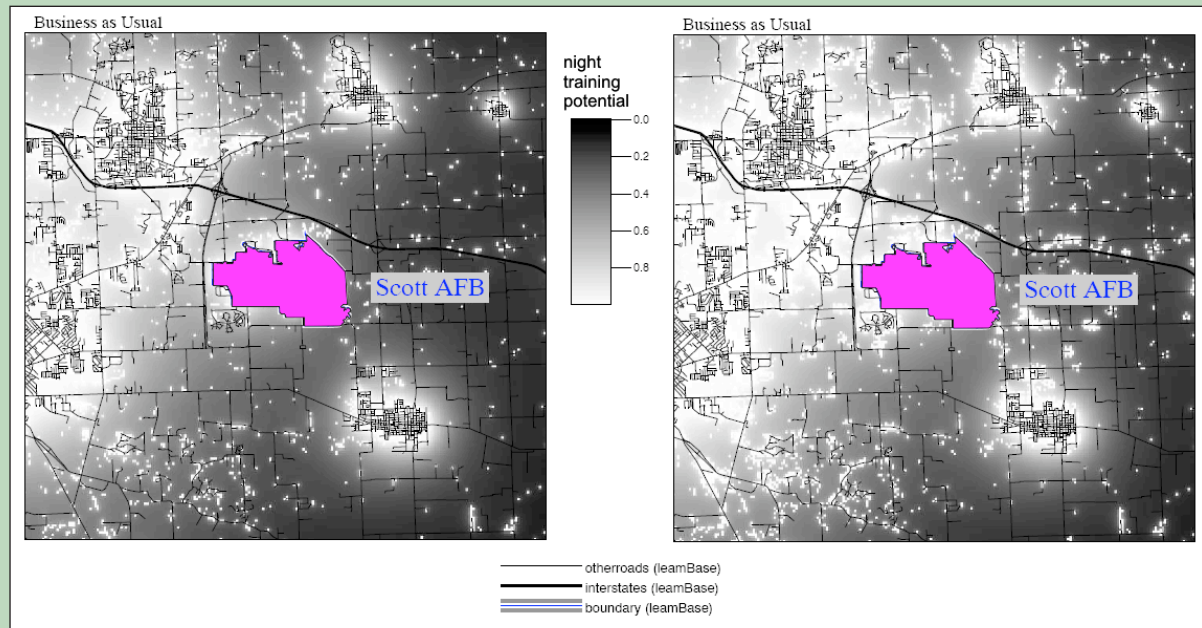 Business as Usual
Business as Usual
night
training
potential
0.0
0.2
0.4
0.6
0.8
Scott AFB
Scott AFB
otherroads (leamBase)
interstates (leamBase)
boundary (leamBase)